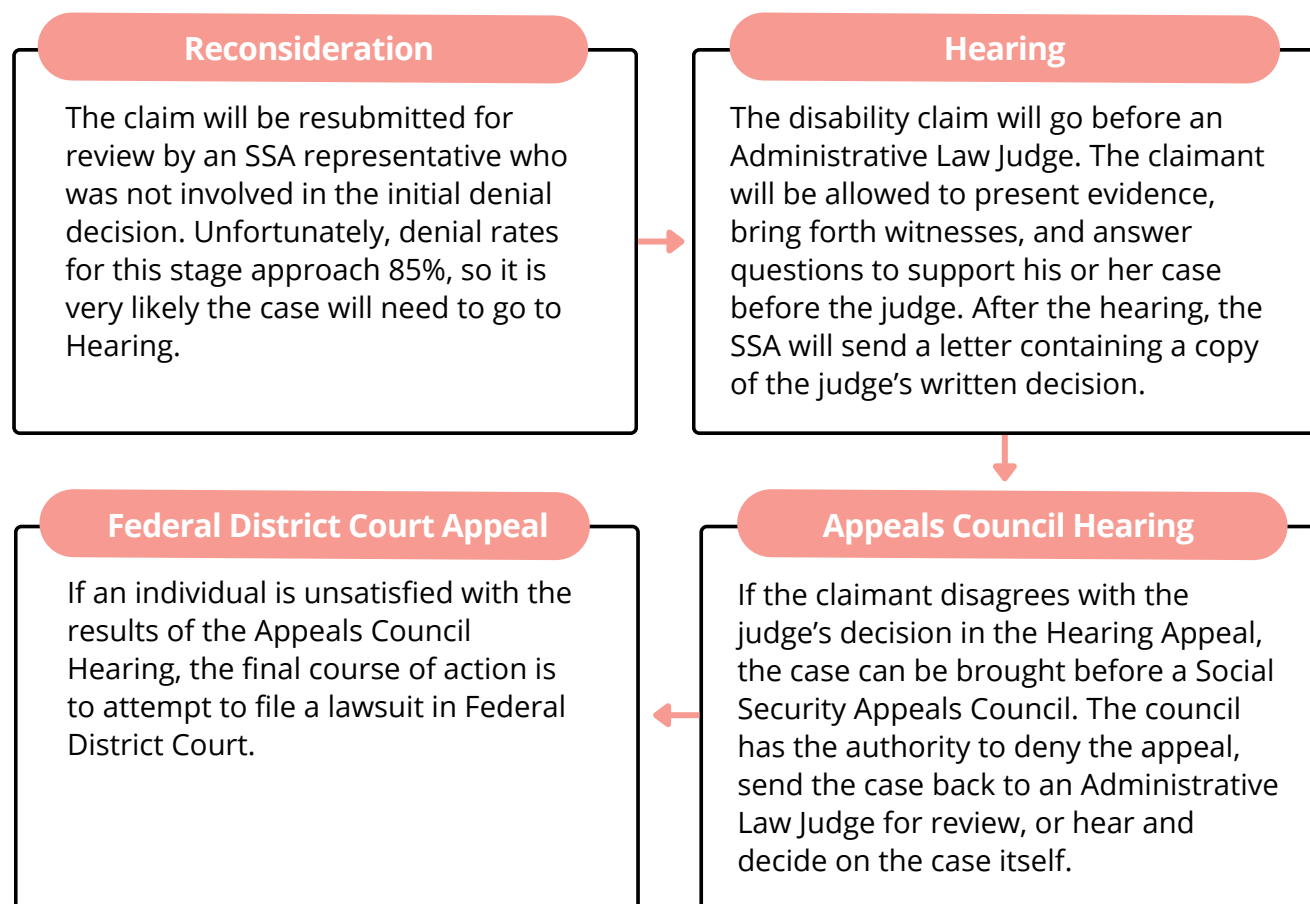 Reconsideration
The claim will be resubmitted for
review by an SSA representative who
was not involved in the initial denial
decision. Unfortunately, denial rates
for this stage approach 85%, so it is
very likely the case will need to go to
Hearing.
Hearing
The disability claim will go before an
Administrative Law Judge. The claimant
will be allowed to present evidence,
bring forth witnesses, and answer
questions to support his or her case
before the judge. After the hearing, the
SSA will send a letter containing a copy
of the judge’s written decision.
Appeals Council Hearing
If the claimant disagrees with the
judge’s decision in the Hearing Appeal,
the case can be brought before a Social
Security Appeals Council. The council
has the authority to deny the appeal,
send the case back to an Administrative
Law Judge for review, or hear and
decide on the case itself.
Federal District Court Appeal
If an individual is unsatisfied with the
results of the Appeals Council
Hearing, the final course of action is
to attempt to file a lawsuit in Federal
District Court.